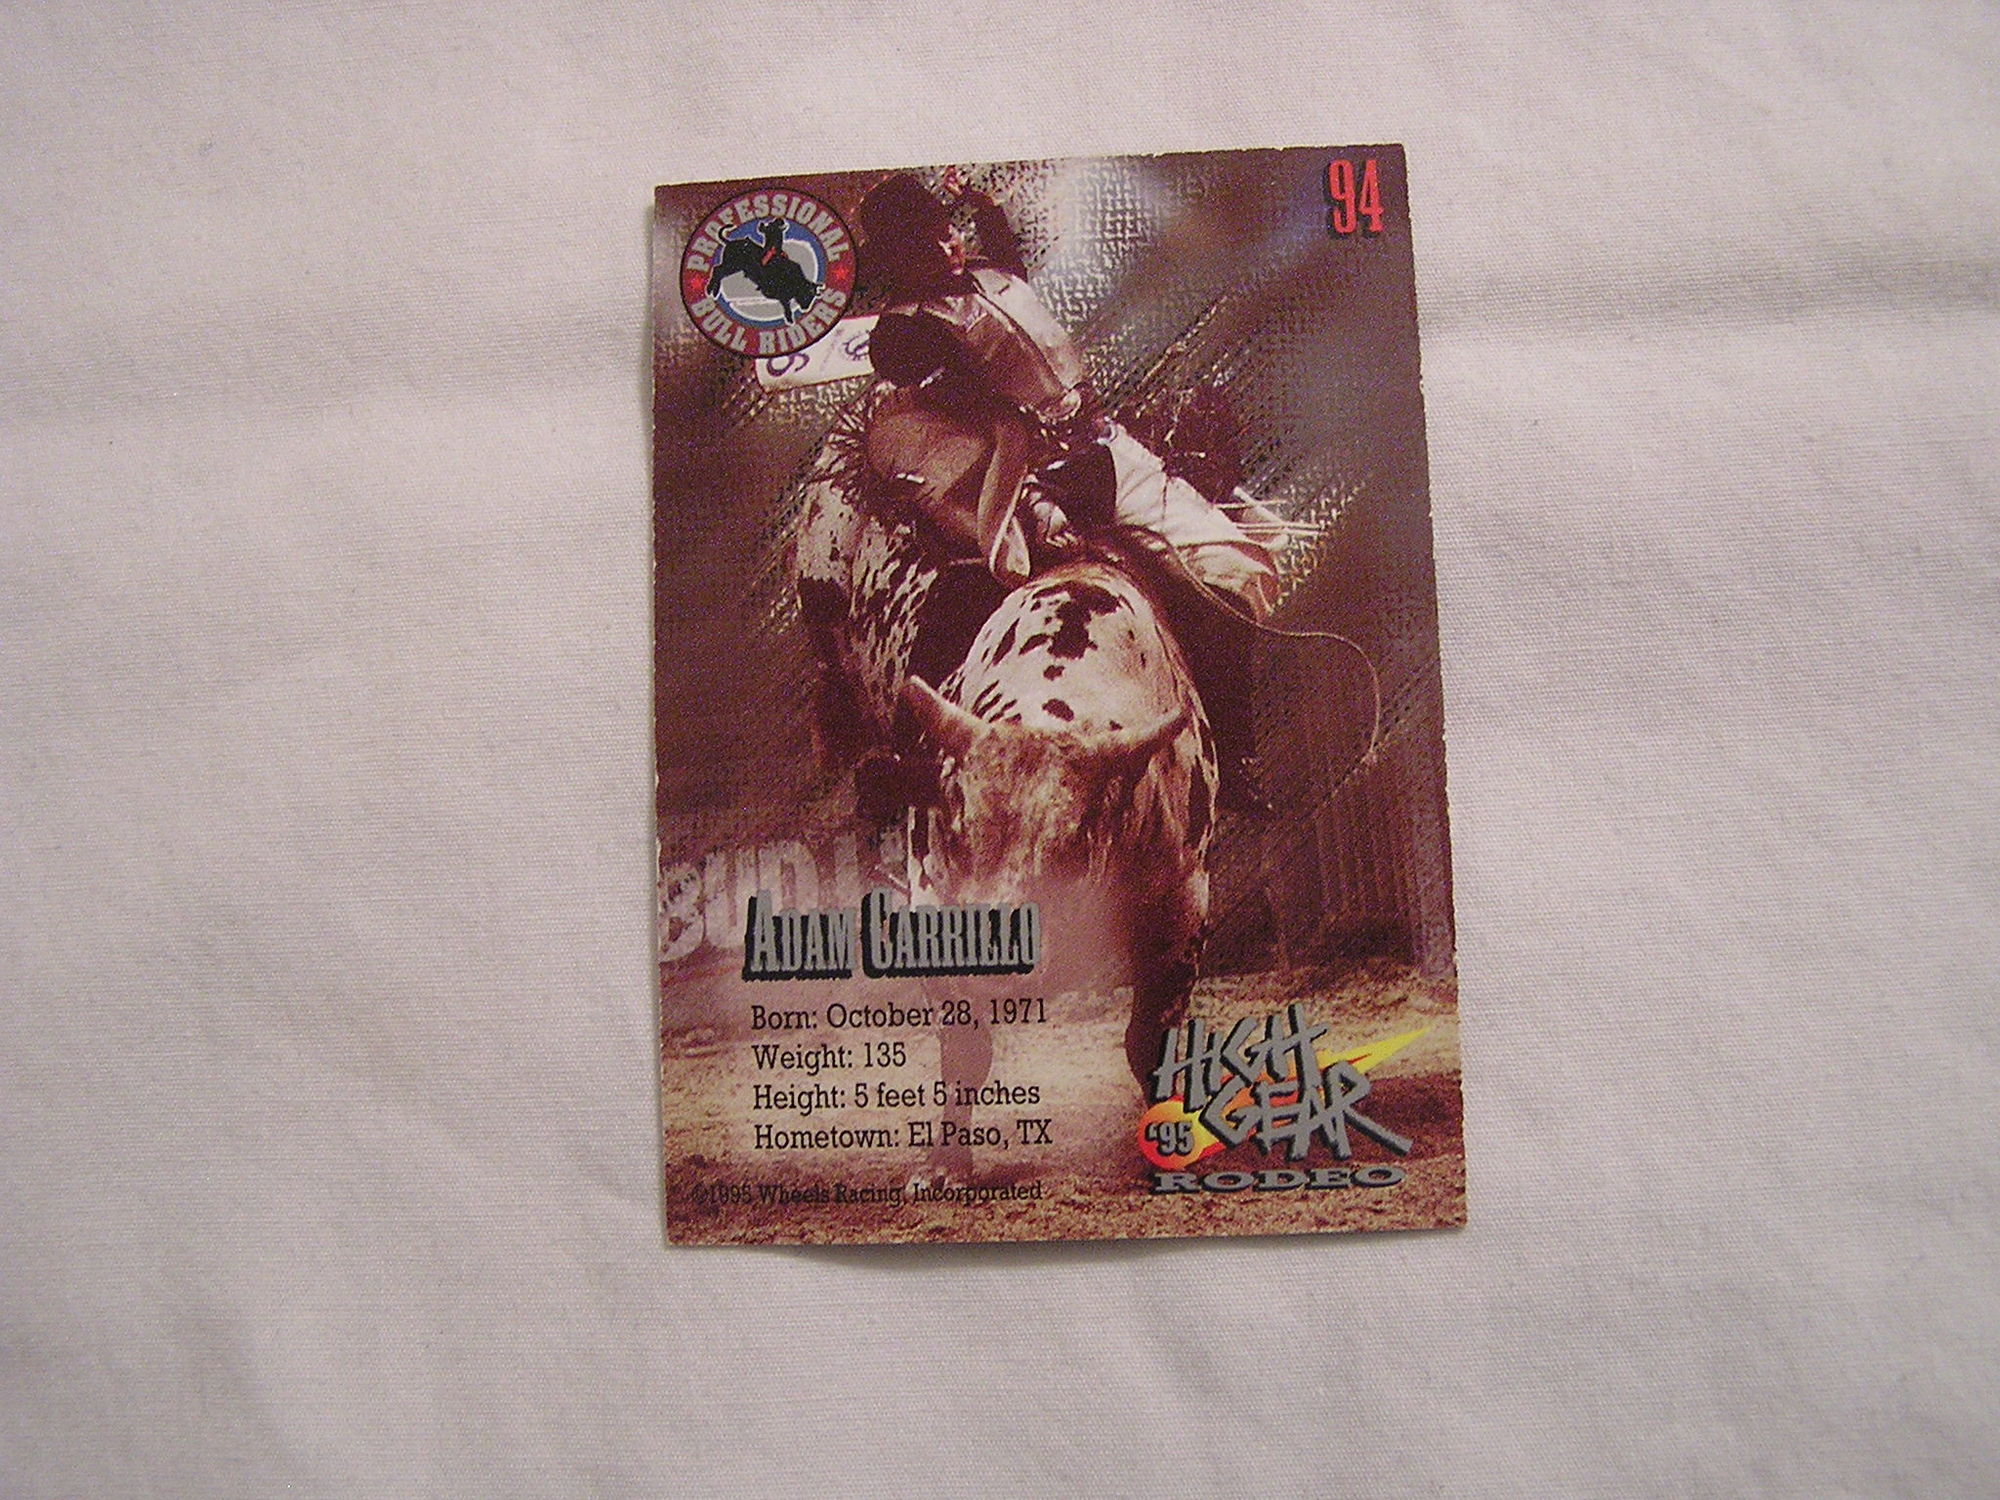 PROFESSIONAL
BULL RIDERS
94
ADAM CARRILLO
Born: October 28, 1971
Weight: 135
Height: 5 feet 5 inches
Hometown: El Paso, TX
HIGH
GEAR
'95
RODEO
©1995 Wheels Racing, Incorporated